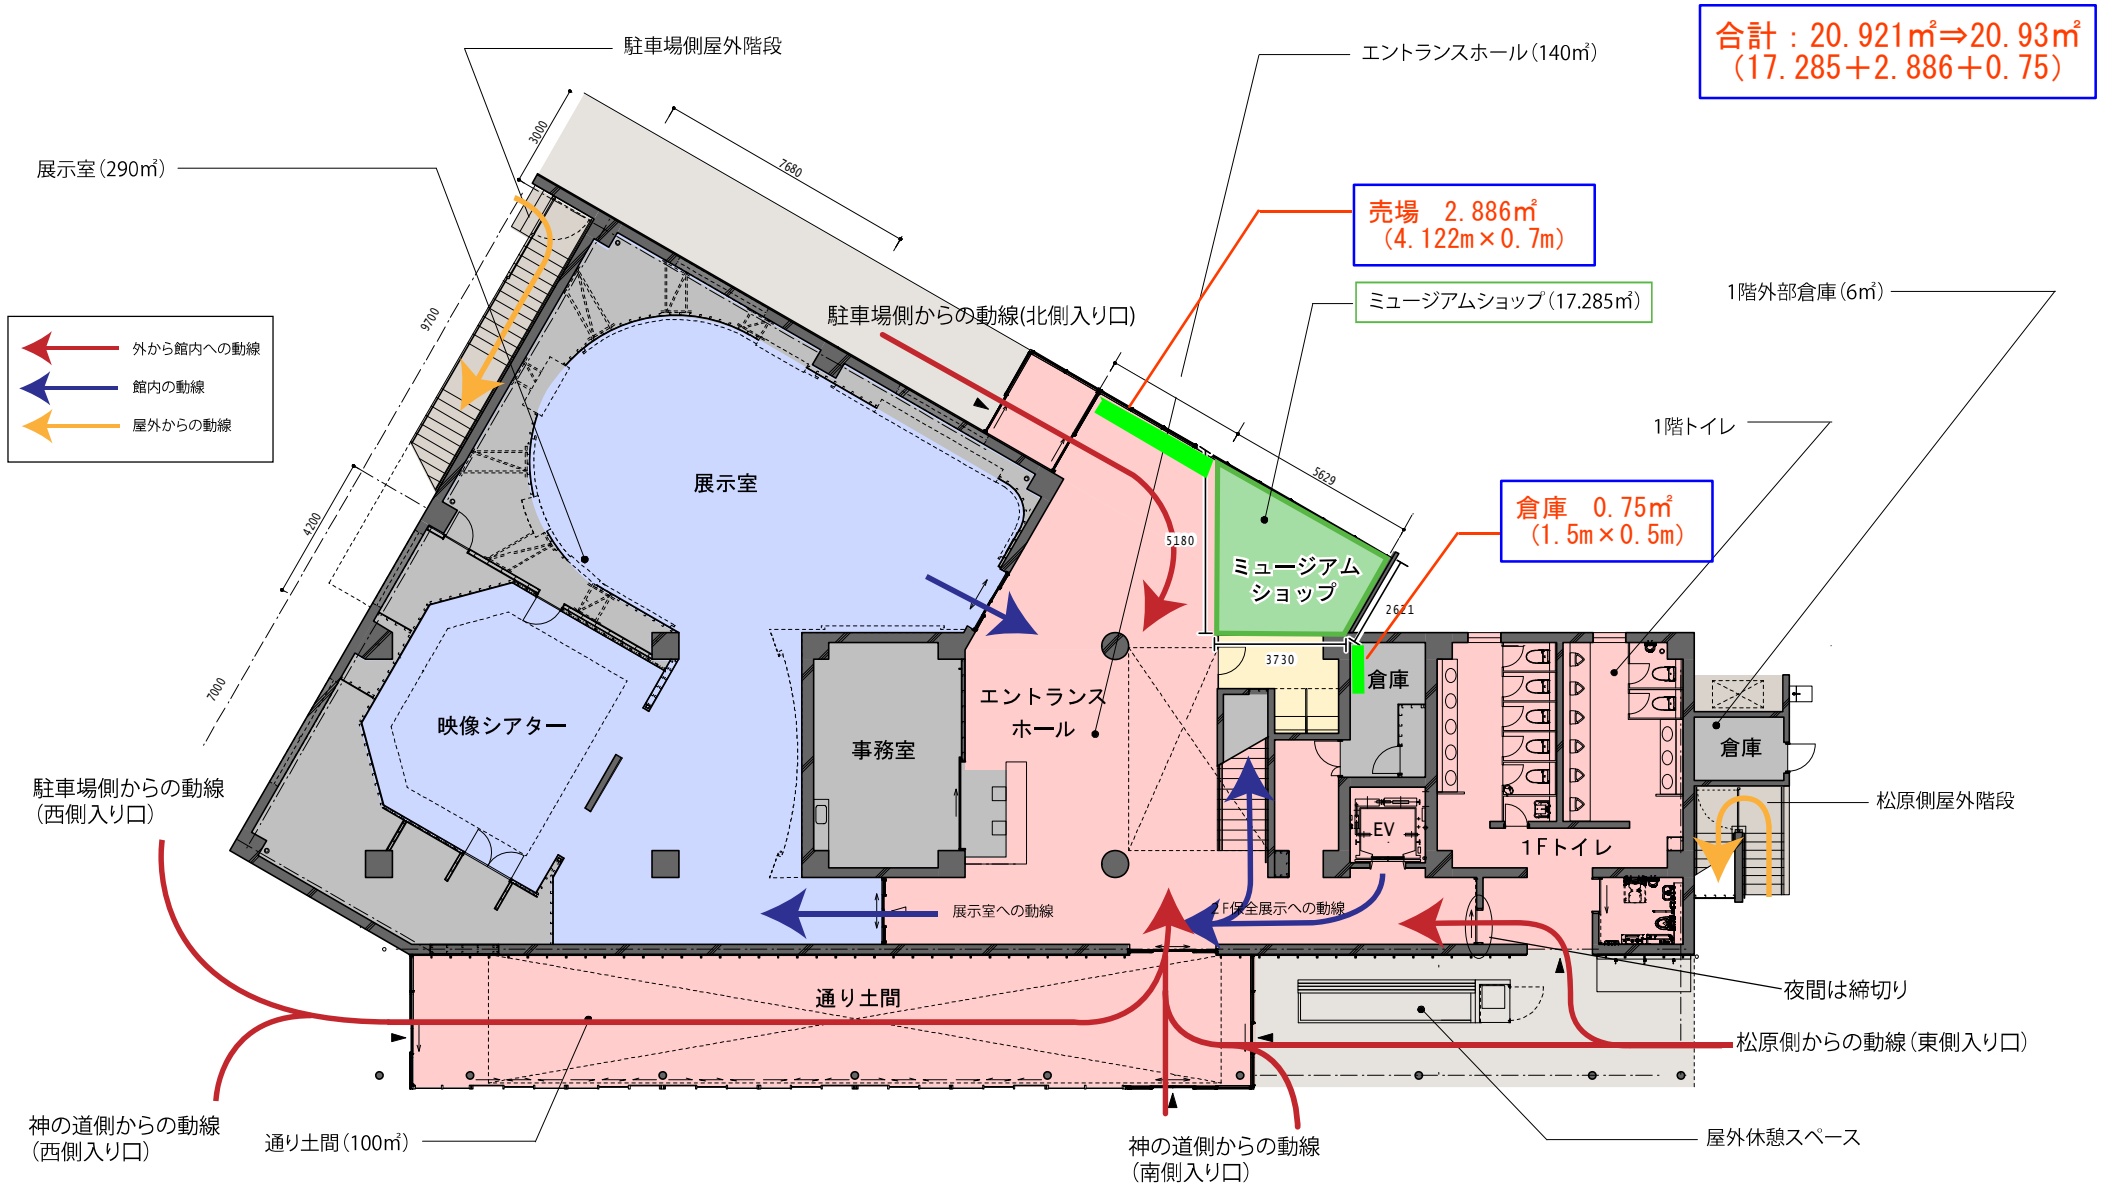 駐車場側屋外階段
エントランスホール（140㎡）
合計：20.921㎡⇒20.93㎡
（17.285＋2.886＋0.75）
3000
7680
展示室（290㎡）
売場　2.886㎡
（4.122m×0.7m）
ミュージアムショップ（17.285㎡）
1階外部倉庫（6㎡）
駐車場側からの動線(北側入り口)
9700
外から館内への動線
館内の動線
屋外からの動線
1階トイレ
展示室
5629
4200
倉庫　0.75㎡
（1.5m×0.5m）
5180
ミュージアム
ショップ
2621
3730
倉庫
7000
エントランス
ホール
映像シアター
事務室
倉庫
駐車場側からの動線
（西側入り口）
松原側屋外階段
EV
1Fトイレ
展示室への動線
2F保全展示への動線
通り土間
夜間は締切り
松原側からの動線（東側入り口）
神の道側からの動線
（西側入り口）
通り土間（100㎡）
神の道側からの動線
（南側入り口）
屋外休憩スペース